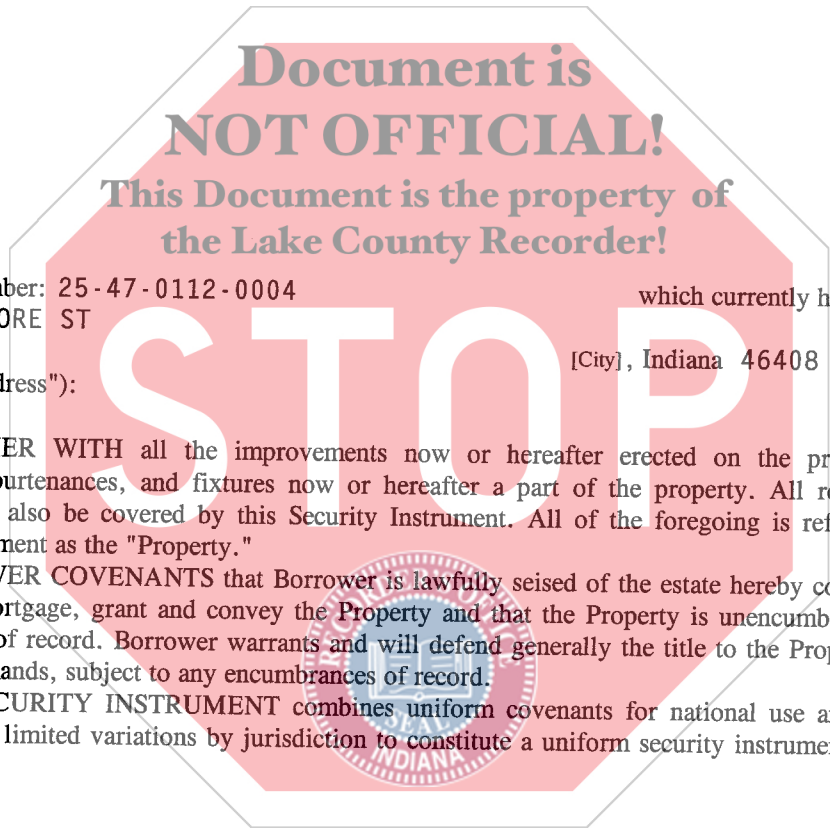 Document is
NOT OFFICIAL!
This Document is the property of
the Lake County Recorder!
ber: 25-47-0112-0004 which currently h
ORE ST
[City], Indiana 46408
dress"):
STOP
ER WITH all the improvements now or hereafter erected on the pr
urtenances, and fixtures now or hereafter a part of the property. All r
also be covered by this Security Instrument. All of the foregoing is ref
ment as the "Property."
VER COVENANTS that Borrower is lawfully seised of the estate hereby co
rtgage, grant and convey the Property and that the Property is unencumb
of record. Borrower warrants and will defend generally the title to the Prop
ands, subject to any encumbrances of record.
CURITY INSTRUMENT combines uniform covenants for national use a
limited variations by jurisdiction to constitute a uniform security instrume
RECORDER'S OFFICE
SEAL
INDIANA